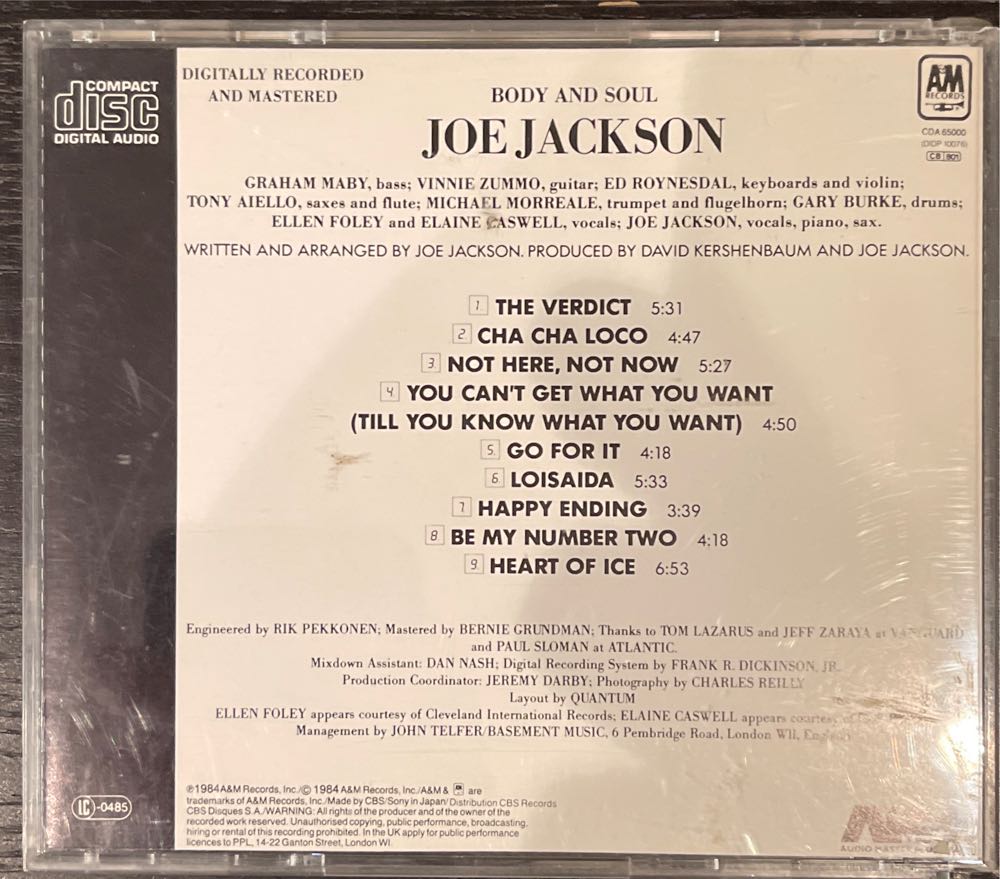 COMPACT
disc
DIGITAL AUDIO
DIGITALLY RECORDED
AND MASTERED
BODY AND SOUL
JOE JACKSON
A&M
RECORDS
CDA 65000
(DIDP 10076)
CB 801
GRAHAM MABY, bass; VINNIE ZUMMO, guitar; ED ROYNESDAL, keyboards and violin;
TONY AIELLO, saxes and flute; MICHAEL MORREALE, trumpet and flugelhorn; GARY BURKE, drums;
ELLEN FOLEY and ELAINE CASWELL, vocals; JOE JACKSON, vocals, piano, sax.
WRITTEN AND ARRANGED BY JOE JACKSON. PRODUCED BY DAVID KERSHENBAUM AND JOE JACKSON.
1. THE VERDICT 5:31
2. CHA CHA LOCO 4:47
3. NOT HERE, NOT NOW 5:27
4. YOU CAN'T GET WHAT YOU WANT
(TILL YOU KNOW WHAT YOU WANT) 4:50
5. GO FOR IT 4:18
6. LOISAIDA 5:33
7. HAPPY ENDING 3:39
8. BE MY NUMBER TWO 4:18
9. HEART OF ICE 6:53
Engineered by RIK PEKKONEN; Mastered by BERNIE GRUNDMAN; Thanks to TOM LAZARUS and JEFF ZARAYA at VANGUARD
and PAUL SLOMAN at ATLANTIC.
Mixdown Assistant: DAN NASH; Digital Recording System by FRANK R. DICKINSON, JR.
Production Coordinator: JEREMY DARBY; Photography by CHARLES REILLY
Layout by QUANTUM
ELLEN FOLEY appears courtesy of Cleveland International Records; ELAINE CASWELL appears courtesy of
Management by JOHN TELFER/BASEMENT MUSIC, 6 Pembridge Road, London W11,
IC-0485
℗1984 A&M Records, Inc./© 1984 A&M Records, Inc./A&M & are
trademarks of A&M Records, Inc./Made by CBS/Sony in Japan/Distribution CBS Records
CBS Disques S.A./WARNING: All rights of the producer and of the owner of the
recorded work reserved. Unauthorised copying, public performance, broadcasting,
hiring or rental of this recording prohibited. In the UK apply for public performance
licences to PPL, 14-22 Ganton Street, London W1.
AUDIO